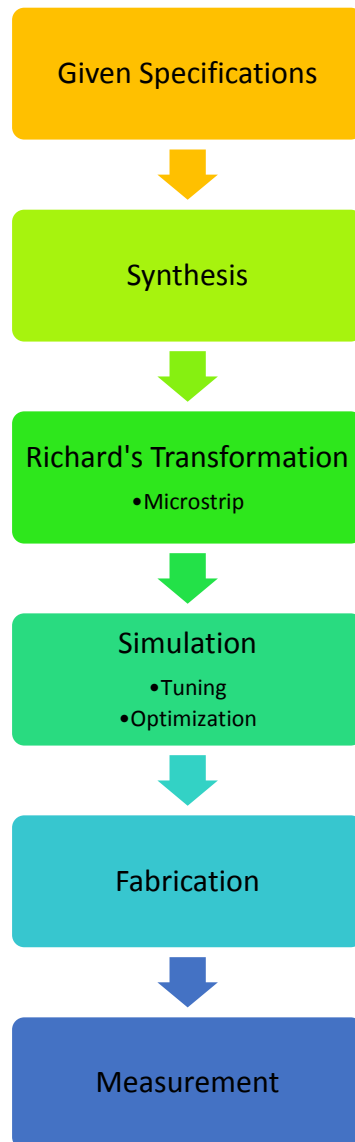 Given Specifications
Synthesis
Richard's Transformation
•Microstrip
Simulation
•Tuning
•Optimization
Fabrication
Measurement